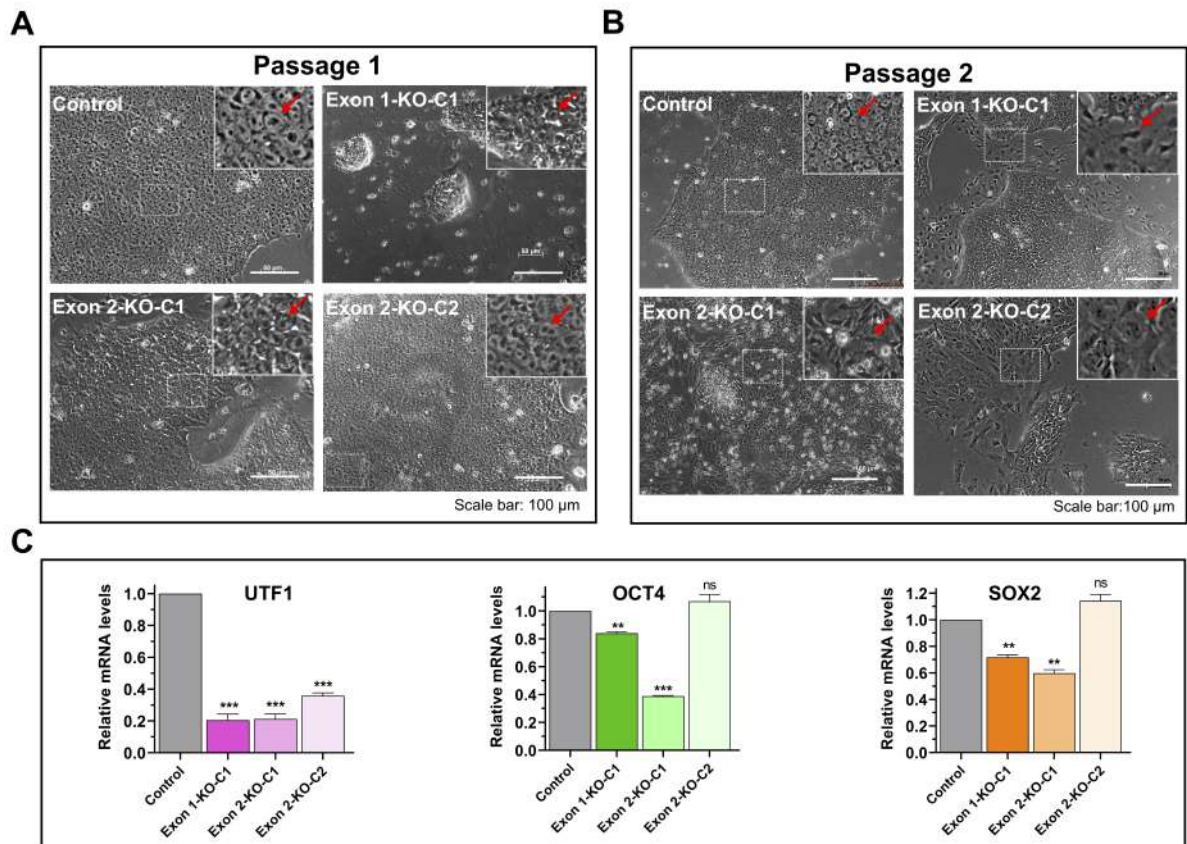 A
Passage 1
Control
Exon 1-KO-C1
50 µm
50 µm
Exon 2-KO-C1
Exon 2-KO-C2
Scale bar: 100 µm
B
Passage 2
Control
Exon 1-KO-C1
Exon 2-KO-C1
Exon 2-KO-C2
Scale bar:100 µm
C
UTF1
Relative mRNA levels
1.0
0.8
0.6
0.4
0.2
0.0
***
***
***
Control
Exon 1-KO-C1
Exon 2-KO-C1
Exon 2-KO-C2
OCT4
Relative mRNA levels
1.0
0.8
0.6
0.4
0.2
0.0
**
***
ns
Control
Exon 1-KO-C1
Exon 2-KO-C1
Exon 2-KO-C2
SOX2
Relative mRNA levels
1.2
1.0
0.8
0.6
0.4
0.2
0.0
**
**
ns
Control
Exon 1-KO-C1
Exon 2-KO-C1
Exon 2-KO-C2